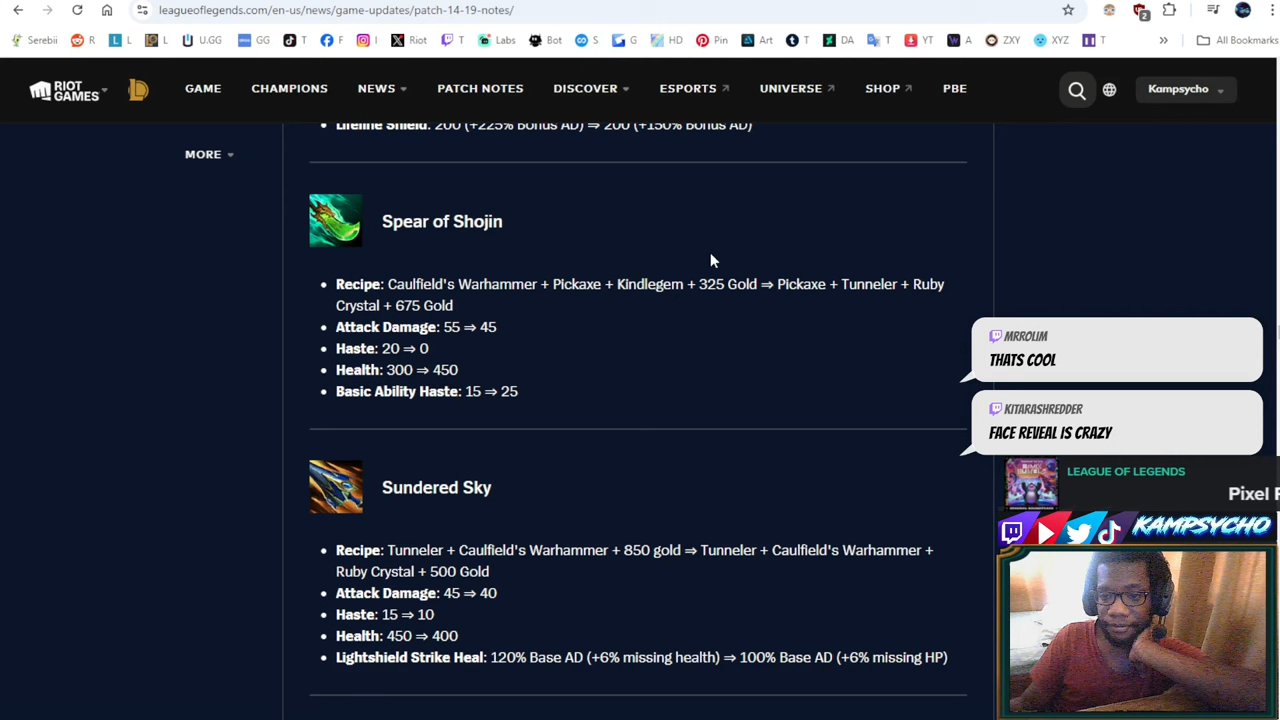 leagueoflegends.com/en-us/news/game-updates/patch-14-19-notes/
2
Serebii R L L U.GG GG T F I Riot T Labs Bot S G HD Pin Art T DA T YT A ZXY XYZ T » All Bookmarks
RIOT GAMES GAME CHAMPIONS NEWS PATCH NOTES DISCOVER ESPORTS UNIVERSE SHOP PBE Kampsycho
MORE
Lifeline Shield: 200 (+225% Bonus AD) ⇒ 200 (+150% Bonus AD)
Spear of Shojin
Recipe: Caulfield's Warhammer + Pickaxe + Kindlegem + 325 Gold ⇒ Pickaxe + Tunneler + Ruby
Crystal + 675 Gold
Attack Damage: 55 ⇒ 45
Haste: 20 ⇒ 0
Health: 300 ⇒ 450
Basic Ability Haste: 15 ⇒ 25
MRROLIM
THATS COOL
KITARASHREDDER
FACE REVEAL IS CRAZY
LEAGUE OF LEGENDS
Pixel
KAMPSYCHO
Sundered Sky
Recipe: Tunneler + Caulfield's Warhammer + 850 gold ⇒ Tunneler + Caulfield's Warhammer +
Ruby Crystal + 500 Gold
Attack Damage: 45 ⇒ 40
Haste: 15 ⇒ 10
Health: 450 ⇒ 400
Lightshield Strike Heal: 120% Base AD (+6% missing health) ⇒ 100% Base AD (+6% missing HP)